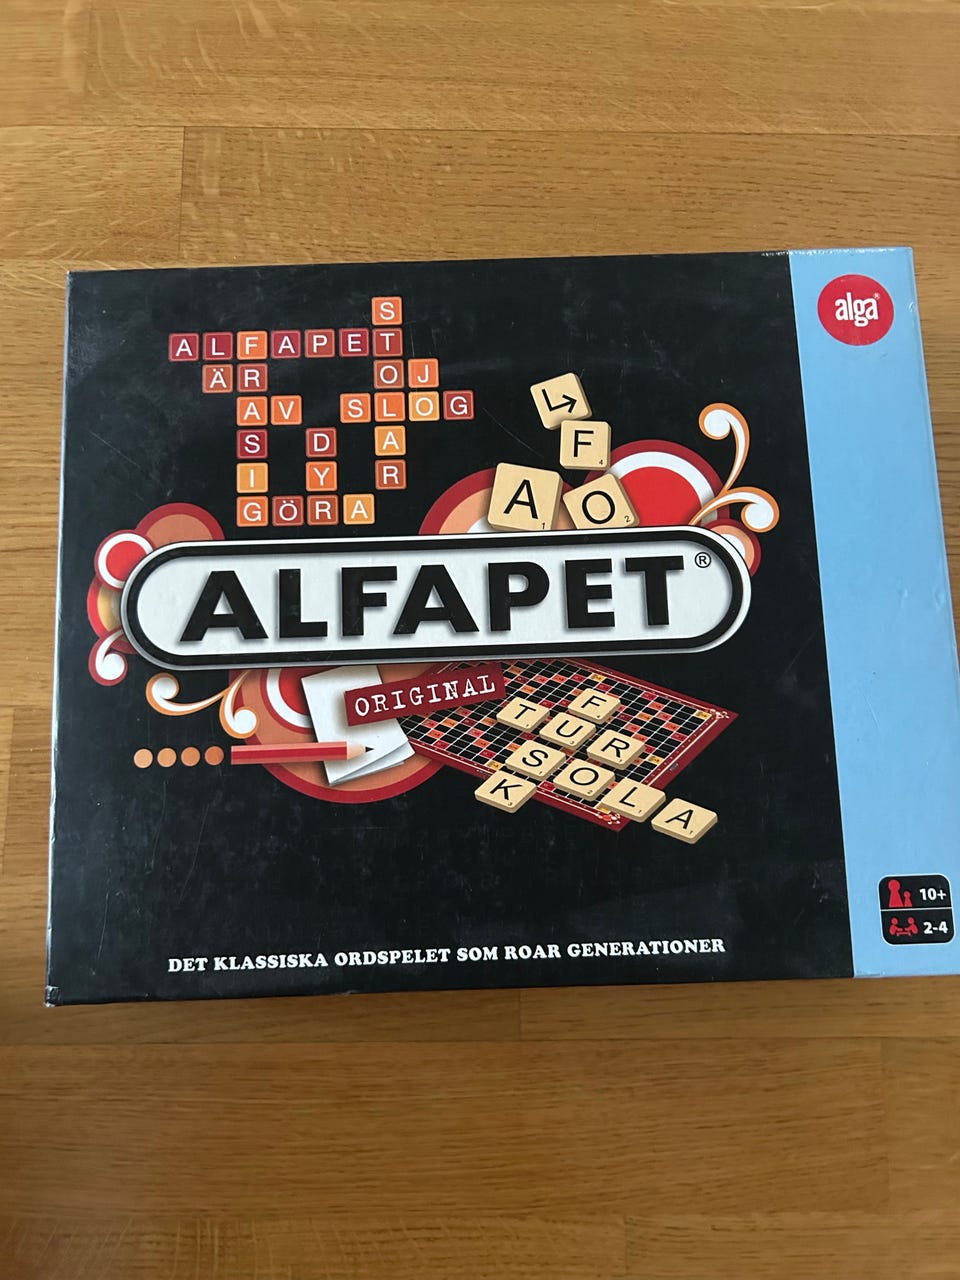 alga®
S
ALFAPET
ÄR OJ
AV SLOG
S D A
I Y R
GÖRA
F
A O
ALFAPET®
ORIGINAL
F
TUR
SOLA
K
DET KLASSISKA ORDSPELET SOM ROAR GENERATIONER
10+
2-4